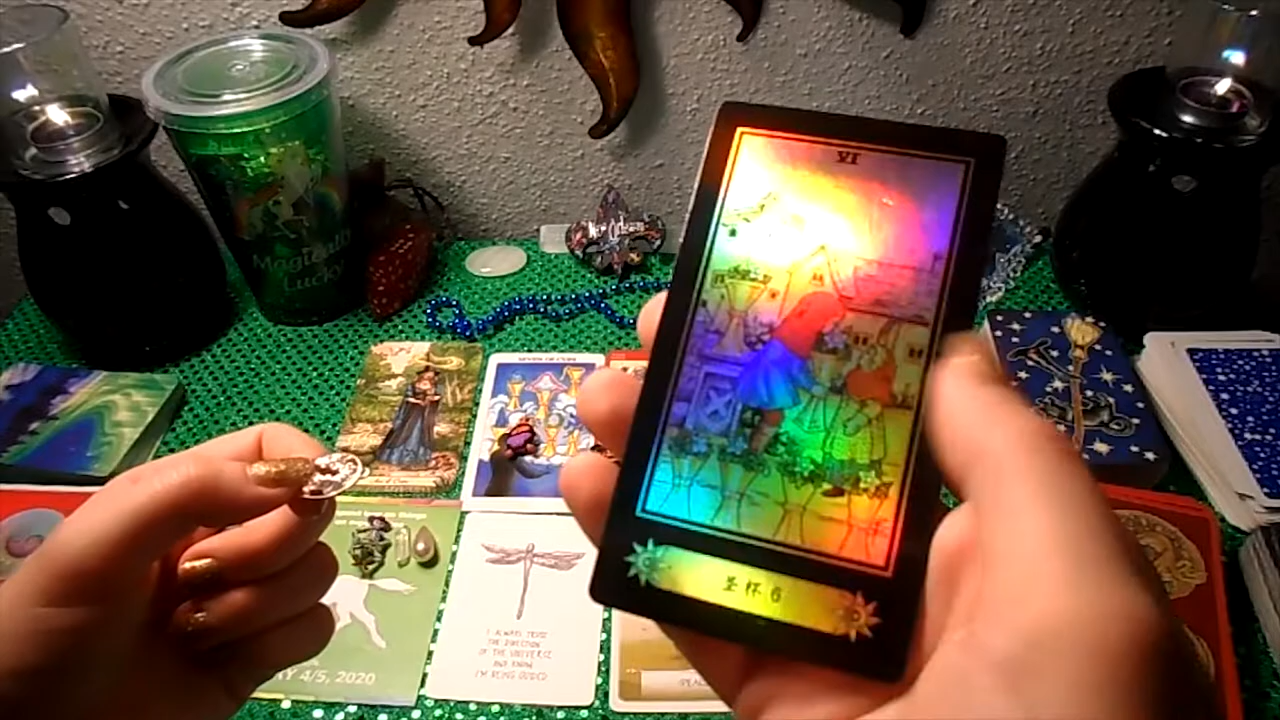 VI
Magically
Lucky
New Orleans
SEVEN OF CUPS
圣杯 6
I ALWAYS TRUST
THE DIRECTION
OF THE UNIVERSE
AND KNOW
I'M BEING GUIDED
4/5, 2020